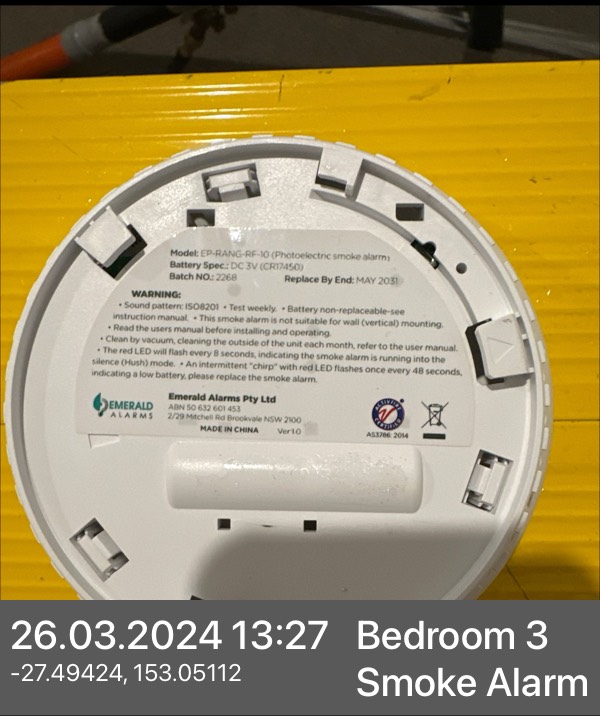 Model: EP-RANG-RF-10 (Photoelectric smoke alarm)
Battery Spec.: DC 3V (CR17450)
Batch NO.: 2268 Replace By End: MAY 2031
WARNING:
• Sound pattern: ISO8201 • Test weekly. • Battery non-replaceable-see
instruction manual. • This smoke alarm is not suitable for wall (vertical) mounting.
• Read the users manual before installing and operating.
• Clean by vacuum, cleaning the outside of the unit each month, refer to the user manual.
• The red LED will flash every 8 seconds, indicating the smoke alarm is running into the
silence (Hush) mode. • An intermittent "chirp" with red LED flashes once every 48 seconds,
indicating a low battery, please replace the smoke alarm.
EMERALD
ALARMS
Emerald Alarms Pty Ltd
ABN 50 632 601 453
2/29 Mitchell Rd Brookvale NSW 2100
MADE IN CHINA Ver1.0
ACTIVFIRE
CERTIFIED
AS3786: 2014
26.03.2024 13:27
-27.49424, 153.05112
Bedroom 3
Smoke Alarm